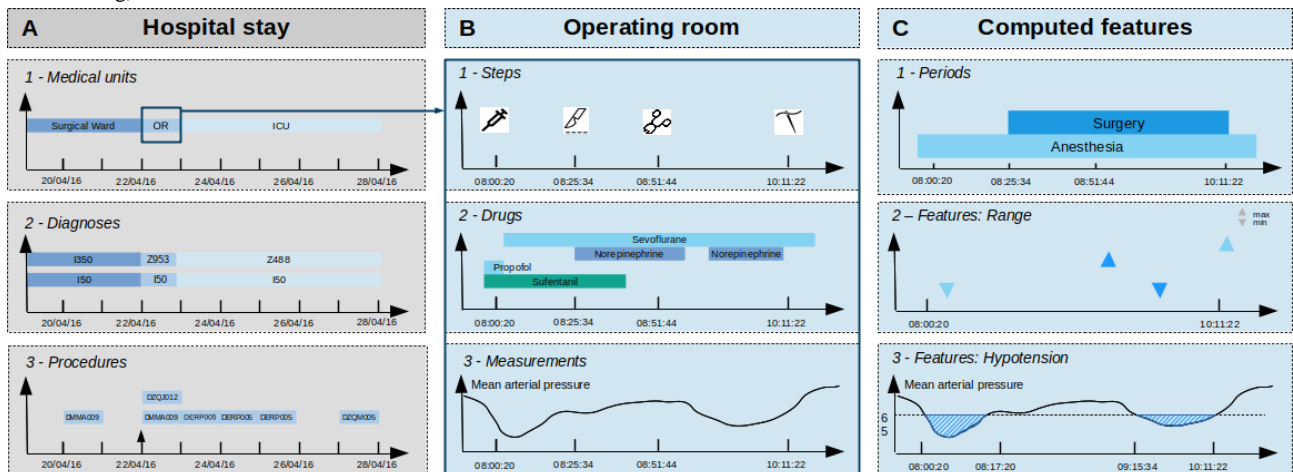 A Hospital stay
1 - Medical units
Surgical Ward OR ICU
20/04/16 22/04/16 24/04/16 26/04/16 28/04/16
2 - Diagnoses
I350 Z953 Z488
I50 I50 I50
20/04/16 22/04/16 24/04/16 26/04/16 28/04/16
3 - Procedures
DZQJ012
DMMA009 DMMA009 DERP005 DERP005 DERP005 DZQM005
20/04/16 22/04/16 24/04/16 26/04/16 28/04/16
B Operating room
1 - Steps
08:00:20 08:25:34 08:51:44 10:11:22
2 - Drugs
Sevoflurane
Norepinephrine Norepinephrine
Propofol
Sufentanil
08:00:20 08:25:34 08:51:44 10:11:22
3 - Measurements
Mean arterial pressure
08:00:20 08:25:34 08:51:44 10:11:22
C Computed features
1 - Periods
Surgery
Anesthesia
08:00:20 08:25:34 08:51:44 10:11:22
2 – Features: Range
max
min
08:00:20 10:11:22
3 - Features: Hypotension
Mean arterial pressure
6
5
08:00:20 08:17:20 09:15:34 10:11:22